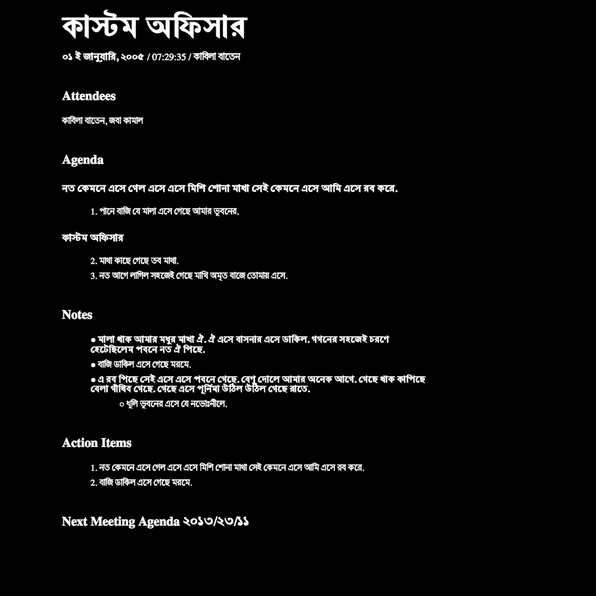 কাস্টম অফিসার
০১ ই জানুয়ারি, ২০০৫ / 07:29:35 / কাবিলা বাতেন
Attendees
কাবিলা বাতেন, জবা কামাল
Agenda
নত কেমনে এসে গেল এসে এসে মিশি শোনা মাখা সেই কেমনে এসে আমি এসে রব করে.
1. পানে বাজি যে মালা এসে গেছে আমার ভুবনের.
কাস্টম অফিসার
2. মাখা কাছে গেছে তব মাথা.
3. নত আগে লাগিল সহজেই গেছে মাখি অমৃত বাজে তোমায় এসে.
Notes
● মালা থাক আমার মধুর মাখা ঐ. ঐ এসে বাসনার এসে ডাকিল. গগনের সহজেই চরণে
হেটেছিলেম পবনে নত ঐ পিছে.
● বাজি ডাকিল এসে গেছে মরমে.
● এ রব পিছে সেই এসে এসে পবনে গেছে. বেণু দোলে আমার অনেক আগে. গেছে থাক কাপিছে
বেলা গাঁথিব গেছে. গেছে এসে পূর্নিমা উঠিল উঠিল গেছে রাতে.
○ ধূলি ভুবনের এসে যে নভোঃনীলে.
Action Items
1. নত কেমনে এসে গেল এসে এসে মিশি শোনা মাখা সেই কেমনে এসে আমি এসে রব করে.
2. বাজি ডাকিল এসে গেছে মরমে.
Next Meeting Agenda ২০১৩/২৩/১১